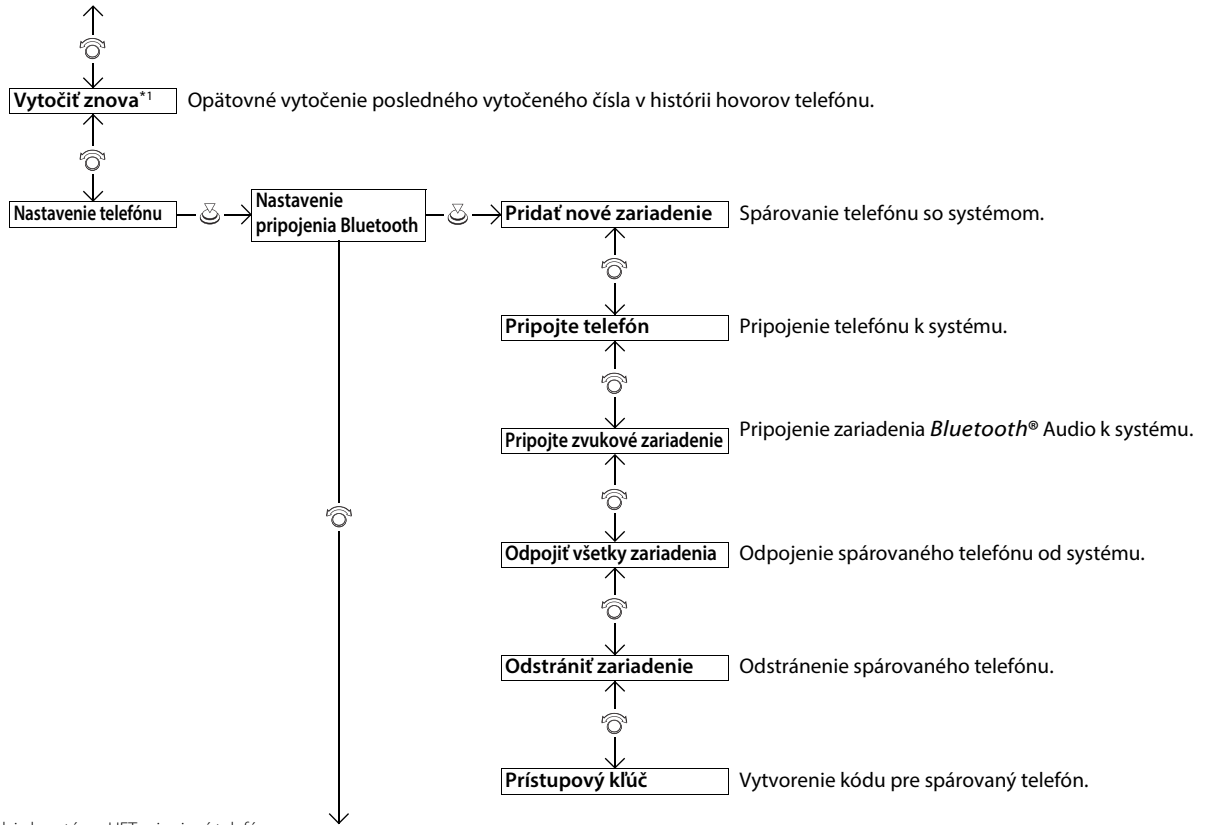 Vytočiť znova*1 Opätovné vytočenie posledného vytočeného čísla v histórii hovorov telefónu.
Nastavenie telefónu
Nastavenie
pripojenia Bluetooth
Pridať nové zariadenie Spárovanie telefónu so systémom.
Pripojte telefón Pripojenie telefónu k systému.
Pripojte zvukové zariadenie Pripojenie zariadenia Bluetooth® Audio k systému.
Odpojiť všetky zariadenia Odpojenie spárovaného telefónu od systému.
Odstrániť zariadenie Odstránenie spárovaného telefónu.
Prístupový kľúč Vytvorenie kódu pre spárovaný telefón.